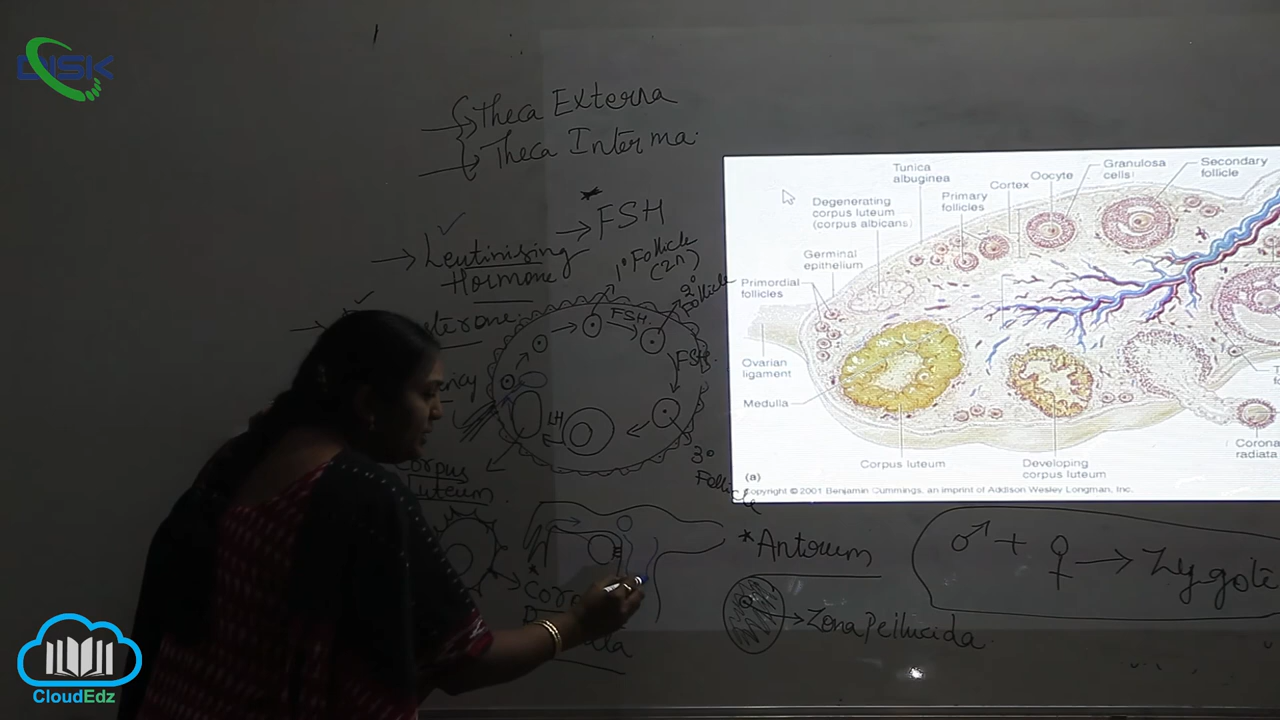 DISK
Theca Externa
Theca Interma.
* FSH
Leutinising
Hormone
1° Follicle
(2n)
2°
Follicle
FSH
FSH.
LH
3°
Follicle
Corpus
luteum
Tunica
albuginea
Cortex
Oocyte
Granulosa
cells
Secondary
follicle
Degenerating
corpus luteum
(corpus albicans)
Primary
follicles
Germinal
epithelium
Primordial
follicles
Ovarian
ligament
Medulla
Corpus luteum
Developing
corpus luteum
Corona
radiata
(a)
Copyright © 2001 Benjamin Cummings, an imprint of Addison Wesley Longman, Inc.
* Antrum
♂ + ♀ → Zygote
Zona Pellucida
CloudEdz